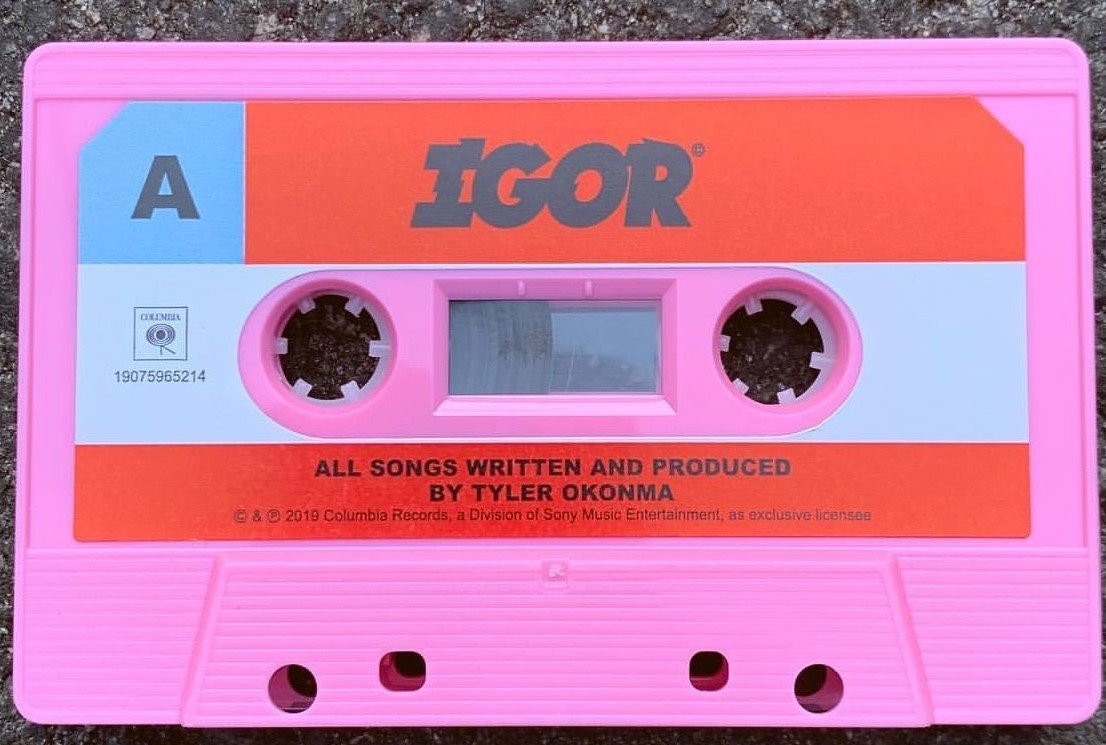 A
IGOR©
COLUMBIA
19075965214
ALL SONGS WRITTEN AND PRODUCED
BY TYLER OKONMA
© & ℗ 2019 Columbia Records, a Division of Sony Music Entertainment, as exclusive licensee